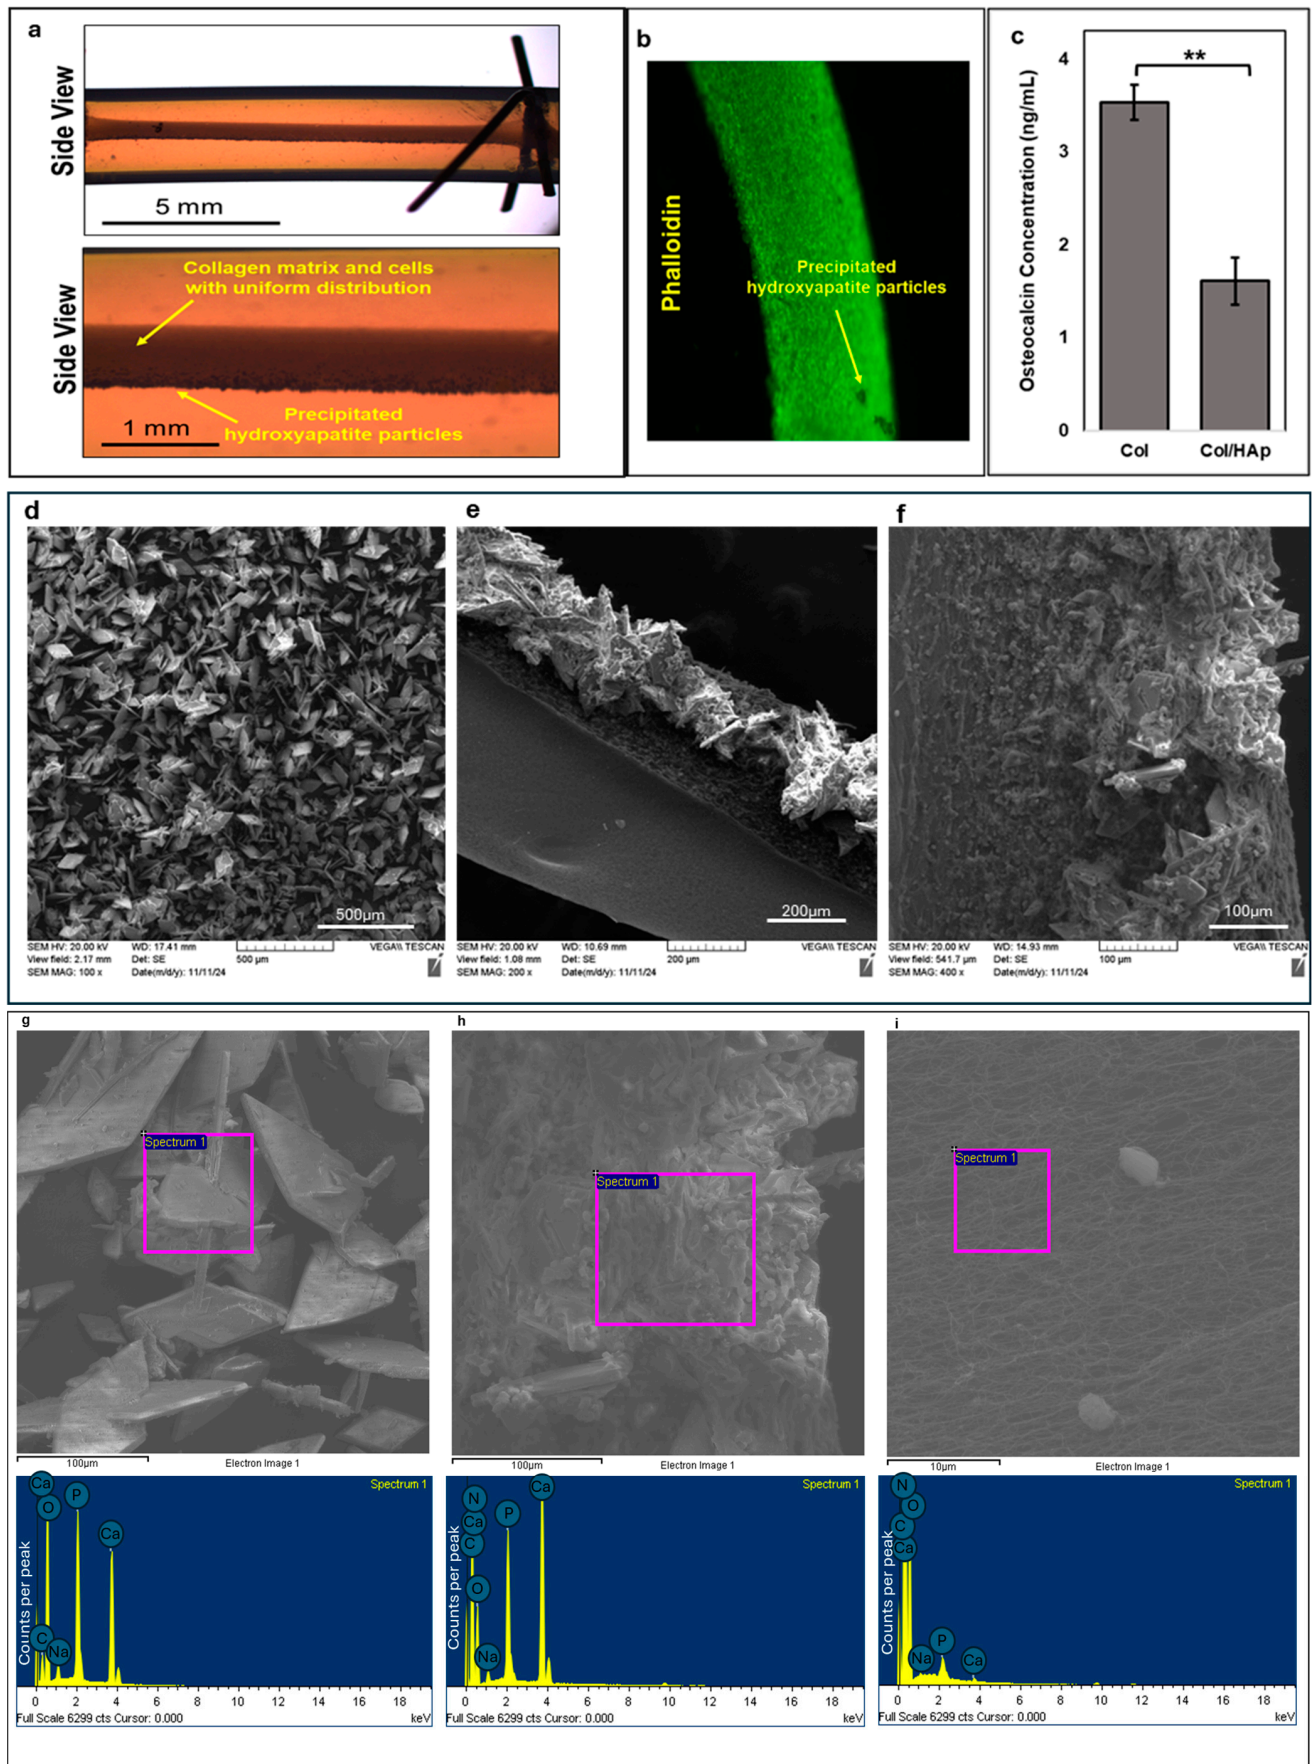 a
Side View
5 mm
Side View
Collagen matrix and cells
with uniform distribution
Precipitated
hydroxyapatite particles
1 mm
b
Phalloidin
Precipitated
hydroxyapatite particles
c
Osteocalcin Concentration (ng/mL)
4
3
2
1
0
**
Col
Col/HAp
d
500µm
SEM HV: 20.00 kV
WD: 17.41 mm
VEGA\\ TESCAN
View field: 2.17 mm
Det: SE
500 µm
SEM MAG: 100 x
Date(m/d/y): 11/11/24
e
200µm
SEM HV: 20.00 kV
WD: 10.69 mm
VEGA\\ TESCAN
View field: 1.08 mm
Det: SE
200 µm
SEM MAG: 200 x
Date(m/d/y): 11/11/24
f
100µm
SEM HV: 20.00 kV
WD: 14.93 mm
VEGA\\ TESCAN
View field: 541.7 µm
Det: SE
100 µm
SEM MAG: 400 x
Date(m/d/y): 11/11/24
g
Spectrum 1
100µm
Electron Image 1
h
Spectrum 1
100µm
Electron Image 1
i
Spectrum 1
10µm
Electron Image 1
Spectrum 1
Counts per peak
Ca
O
P
Ca
C
Na
0 2 4 6 8 10 12 14 16 18
Full Scale 6299 cts Cursor: 0.000
keV
Spectrum 1
Counts per peak
N
Ca
C
O
Na
P
Ca
0 2 4 6 8 10 12 14 16 18
Full Scale 6299 cts Cursor: 0.000
keV
Spectrum 1
Counts per peak
N
O
C
Ca
Na
P
Ca
0 2 4 6 8 10 12 14 16 18
Full Scale 6299 cts Cursor: 0.000
keV